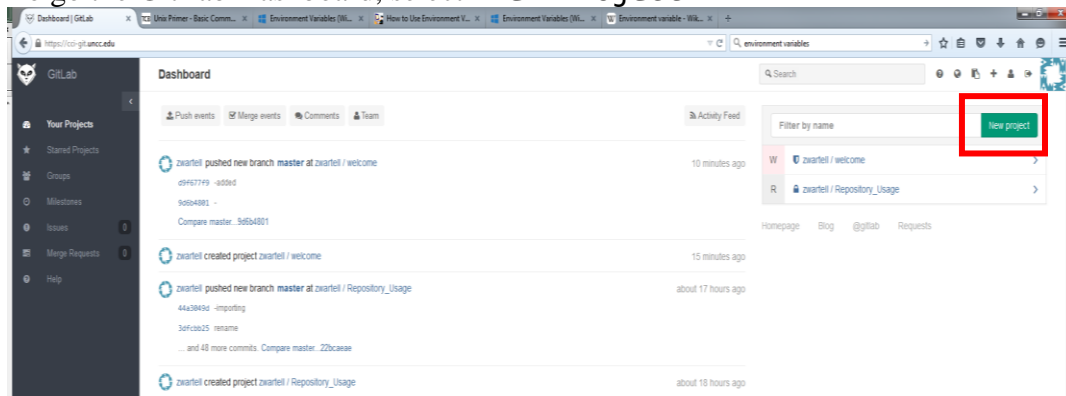 Dashboard | GitLab
Unix Primer - Basic Comm...
Environment Variables (Wi...
How to Use Environment V...
Environment Variables (Wi...
Environment variable - Wik...
https://cci-git.uncc.edu
environment variables
GitLab
Dashboard
Search
Your Projects
Starred Projects
Groups
Milestones
Issues 0
Merge Requests 0
Help
Push events Merge events Comments Team Activity Feed
zwartell pushed new branch master at zwartell / welcome 10 minutes ago
d9f677f9 -added
9d6b4801 -
Compare master...9d6b4801
zwartell created project zwartell / welcome 15 minutes ago
zwartell pushed new branch master at zwartell / Repository_Usage about 17 hours ago
44a3849d -importing
3dfcbb25 rename
... and 48 more commits. Compare master...22bcaeae
zwartell created project zwartell / Repository_Usage about 18 hours ago
Filter by name New project
W zwartell / welcome
R zwartell / Repository_Usage
Homepage Blog @gitlab Requests